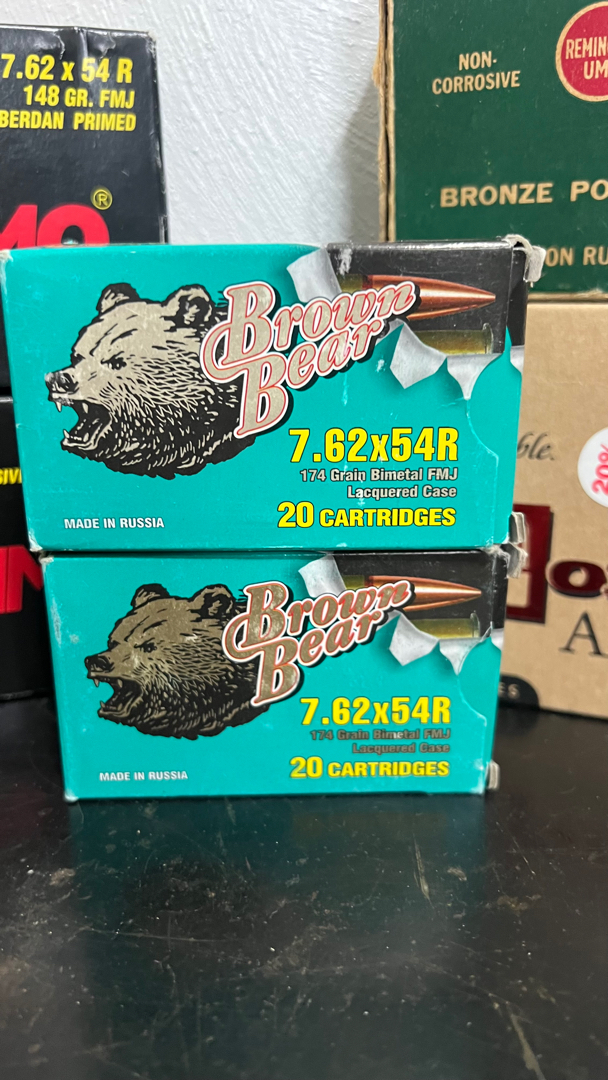 7.62 x 54 R
148 GR. FMJ
BERDAN PRIMED
®
NON-
CORROSIVE
BRONZE
Brown
Bear
7.62x54R
174 Grain Bimetal FMJ
Lacquered Case
20 CARTRIDGES
MADE IN RUSSIA
Brown
Bear
7.62x54R
174 Grain Bimetal FMJ
Lacquered Case
20 CARTRIDGES
MADE IN RUSSIA
20%